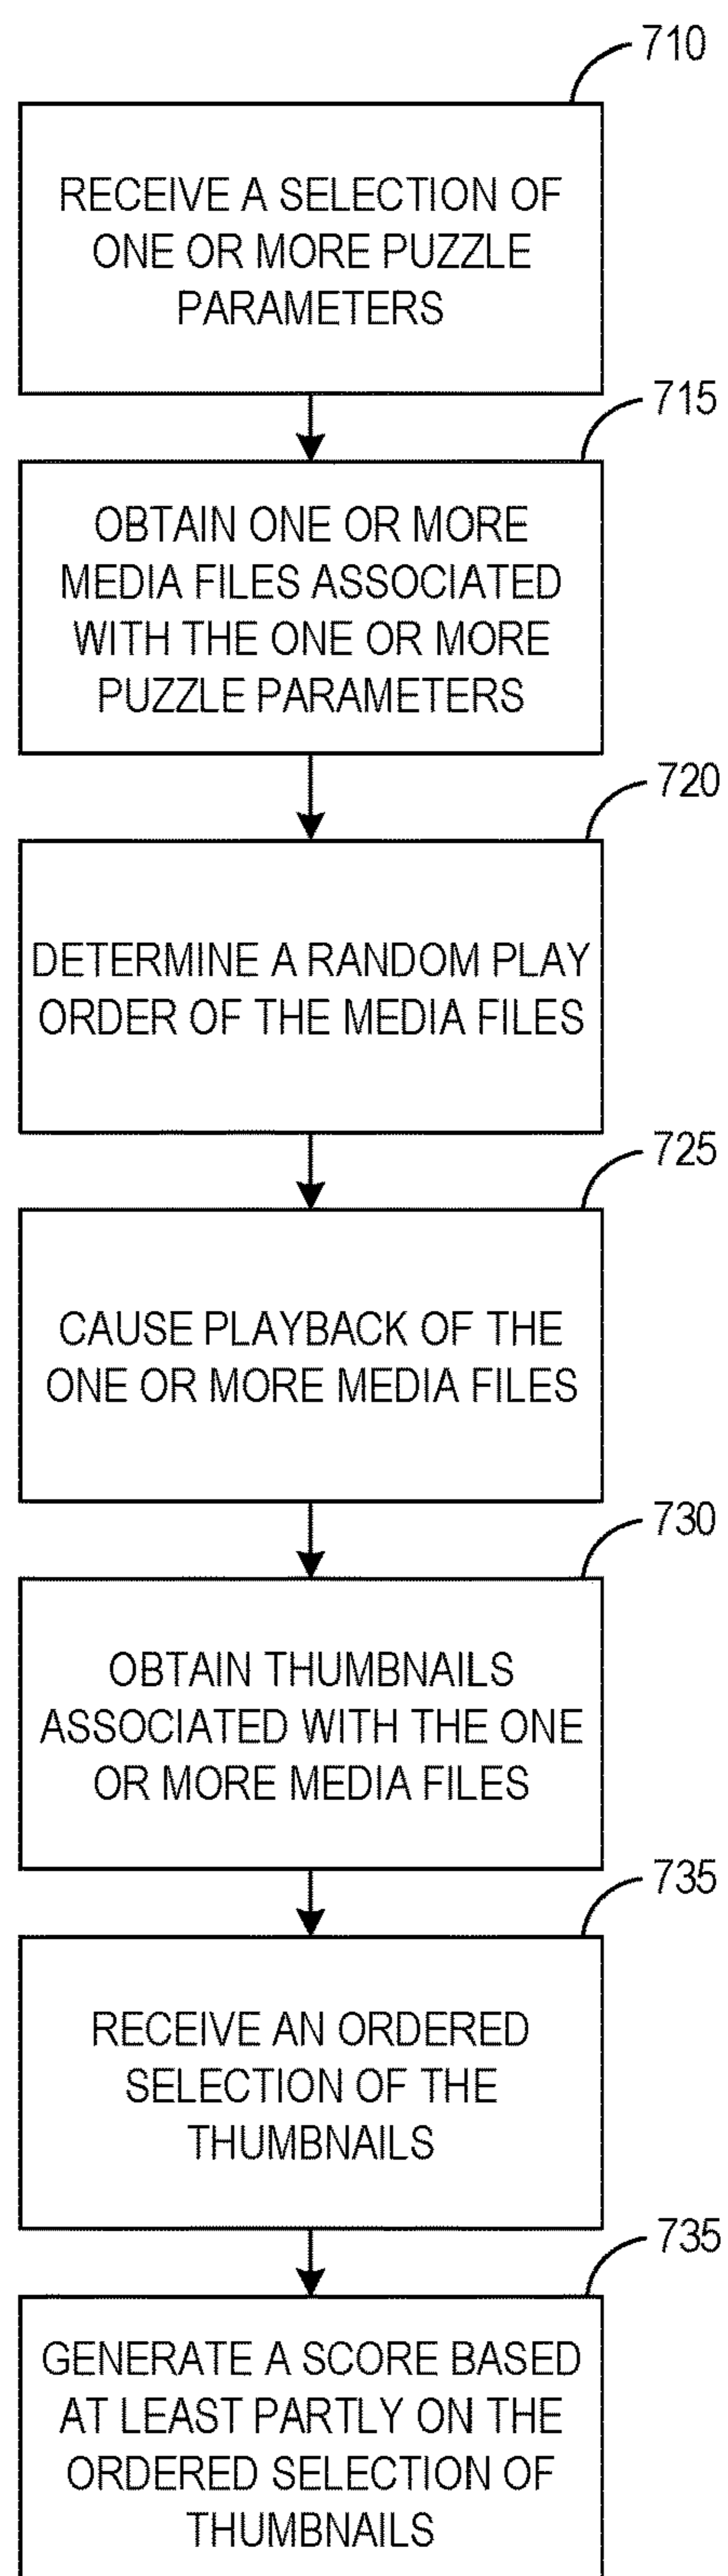 710
RECEIVE A SELECTION OF
ONE OR MORE PUZZLE
PARAMETERS
715
OBTAIN ONE OR MORE
MEDIA FILES ASSOCIATED
WITH THE ONE OR MORE
PUZZLE PARAMETERS
720
DETERMINE A RANDOM PLAY
ORDER OF THE MEDIA FILES
725
CAUSE PLAYBACK OF THE
ONE OR MORE MEDIA FILES
730
OBTAIN THUMBNAILS
ASSOCIATED WITH THE ONE
OR MORE MEDIA FILES
735
RECEIVE AN ORDERED
SELECTION OF THE
THUMBNAILS
735
GENERATE A SCORE BASED
AT LEAST PARTLY ON THE
ORDERED SELECTION OF
THUMBNAILS